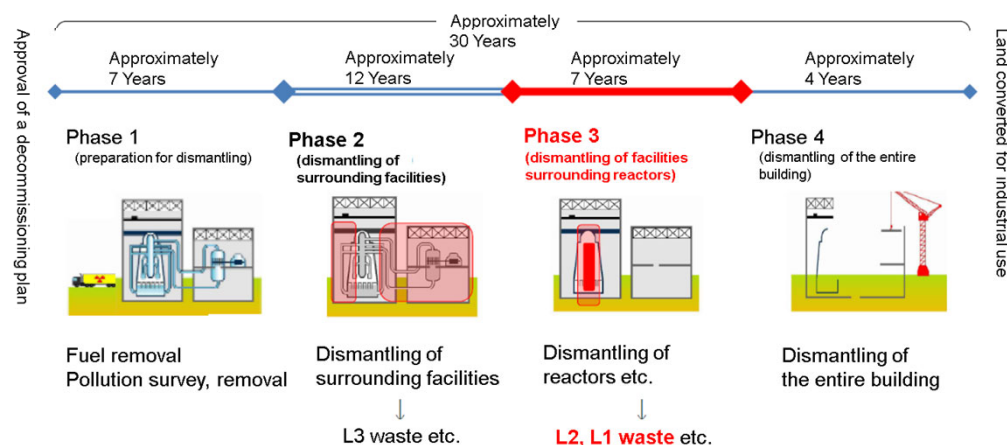 Approximately
30 Years
Approval of a decommissioning plan
Land converted for industrial use
Approximately
7 Years
Approximately
12 Years
Approximately
7 Years
Approximately
4 Years
Phase 1
(preparation for dismantling)
Phase 2
(dismantling of
surrounding facilities)
Phase 3
(dismantling of facilities
surrounding reactors)
Phase 4
(dismantling of the entire
building)
Fuel removal
Pollution survey, removal
Dismantling of
surrounding facilities
Dismantling of
reactors etc.
Dismantling of
the entire building
L3 waste etc.
L2, L1 waste etc.